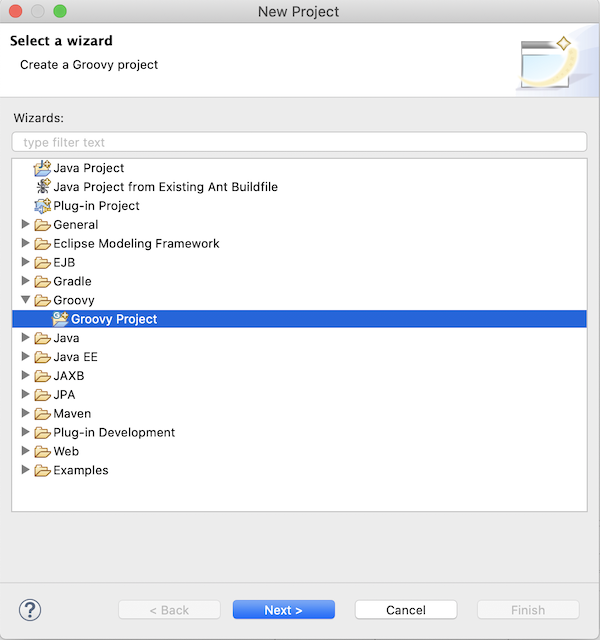 New Project
Select a wizard
Create a Groovy project
Wizards:
type filter text
Java Project
Java Project from Existing Ant Buildfile
Plug-in Project
General
Eclipse Modeling Framework
EJB
Gradle
Groovy
Groovy Project
Java
Java EE
JAXB
JPA
Maven
Plug-in Development
Web
Examples
? < Back Next > Cancel Finish